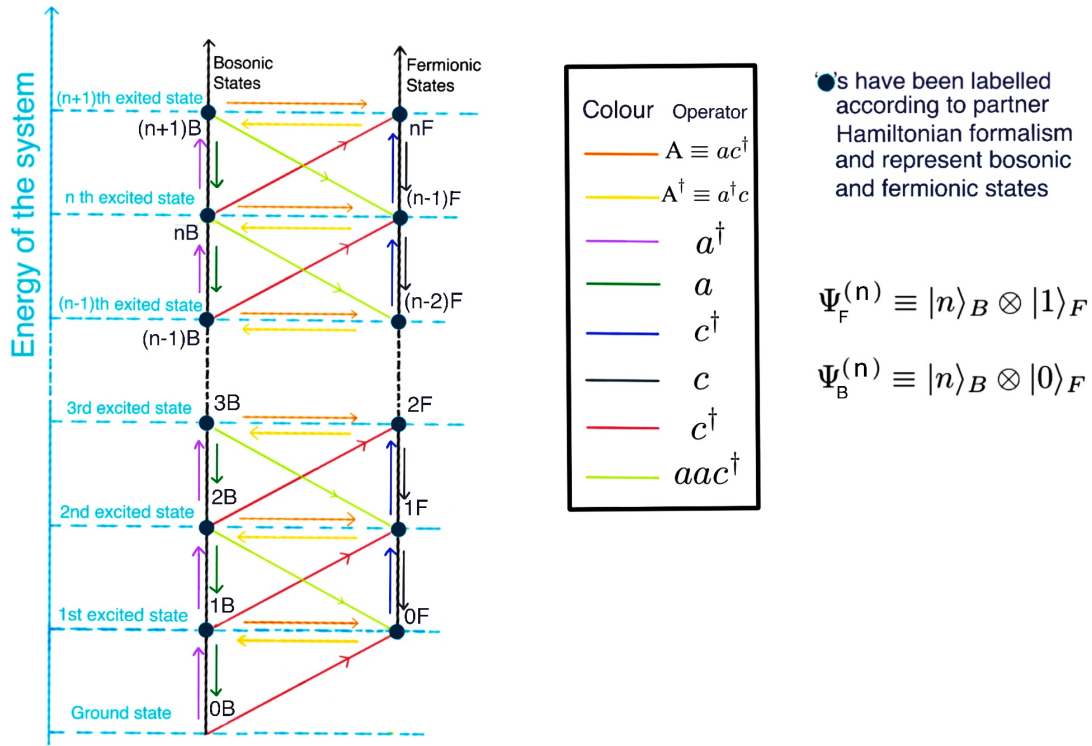 Energy of the system
Bosonic
States
Fermionic
States
(n+1)th exited state
(n+1)B
nF
n th excited state
nB
(n-1)F
(n-1)th exited state
(n-1)B
(n-2)F
3rd excited state
3B
2F
2nd excited state
2B
1F
1st excited state
1B
0F
Ground state
0B
Colour Operator
A ≡ ac†
A† ≡ a†c
a†
a
c†
c
c†
aac†
's have been labelled
according to partner
Hamiltonian formalism
and represent bosonic
and fermionic states
Ψ_F^(n) ≡ |n⟩_B ⊗ |1⟩_F
Ψ_B^(n) ≡ |n⟩_B ⊗ |0⟩_F